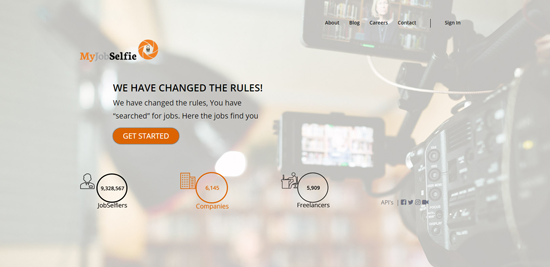 About Blog Careers Contact | Sign In
MyJobSelfie
WE HAVE CHANGED THE RULES!
We have changed the rules, You have
"searched" for jobs. Here the jobs find you
GET STARTED
9,328,567
JobSelfiers
6,145
Companies
5,909
Freelancers
API's |